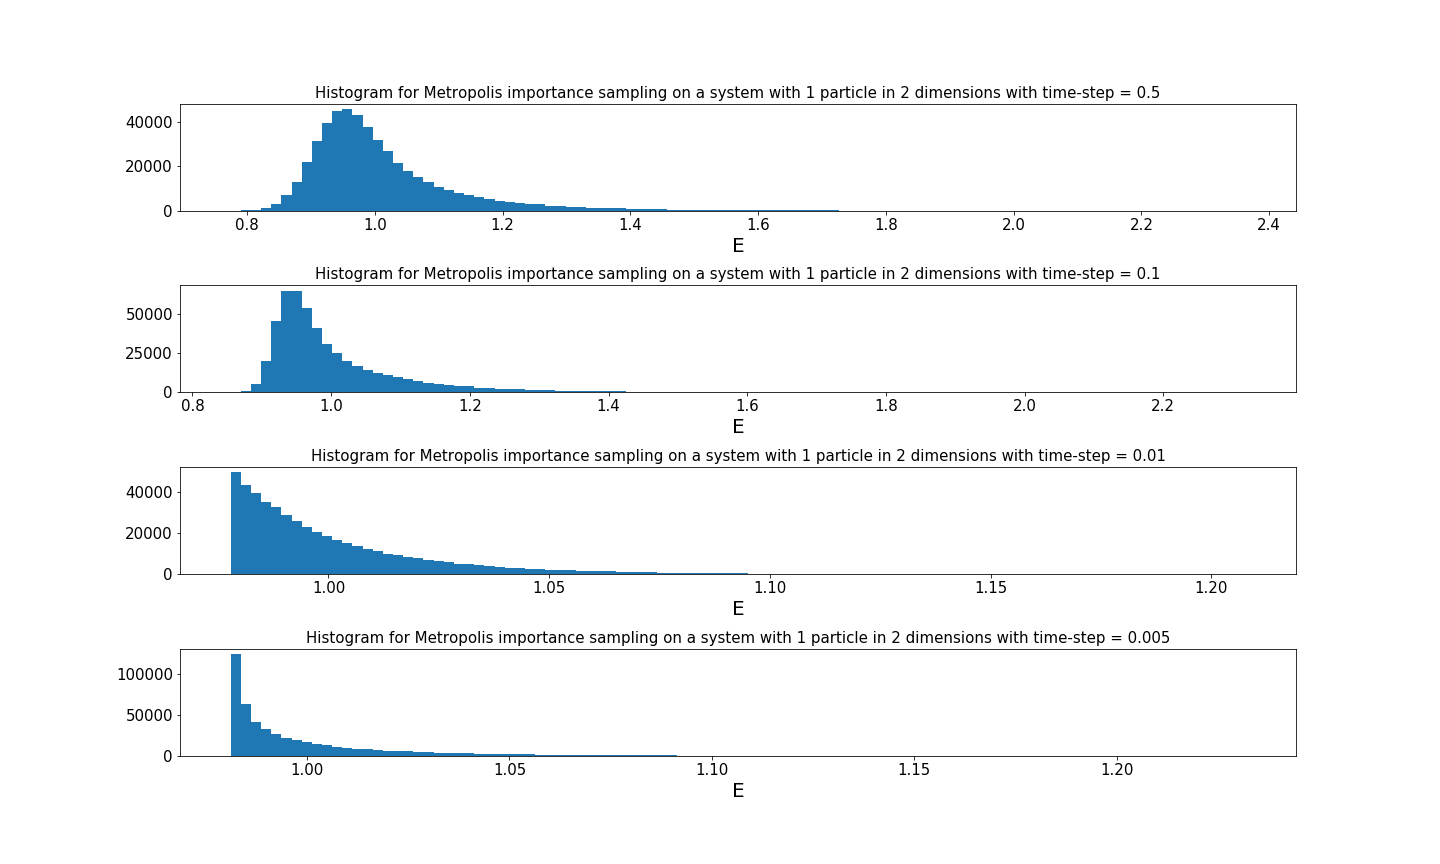 Histogram for Metropolis importance sampling on a system with 1 particle in 2 dimensions with time-step = 0.5
40000
20000
0
0.8 1.0 1.2 1.4 1.6 1.8 2.0 2.2 2.4
E
Histogram for Metropolis importance sampling on a system with 1 particle in 2 dimensions with time-step = 0.1
50000
25000
0
0.8 1.0 1.2 1.4 1.6 1.8 2.0 2.2
E
Histogram for Metropolis importance sampling on a system with 1 particle in 2 dimensions with time-step = 0.01
40000
20000
0
1.00 1.05 1.10 1.15 1.20
E
Histogram for Metropolis importance sampling on a system with 1 particle in 2 dimensions with time-step = 0.005
100000
50000
0
1.00 1.05 1.10 1.15 1.20
E